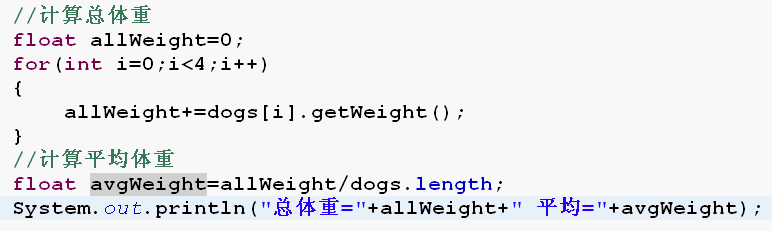 //计算总体重
float allWeight=0;
for(int i=0;i<4;i++)
{
    allWeight+=dogs[i].getWeight();
}
//计算平均体重
float avgWeight=allWeight/dogs.length;
System.out.println("总体重="+allWeight+" 平均="+avgWeight);